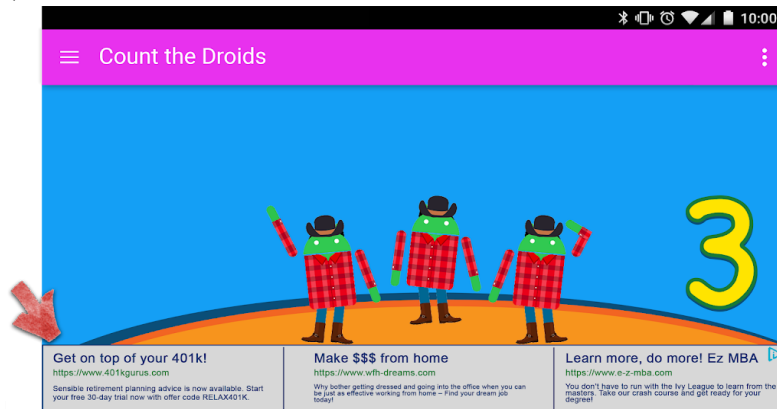 10:00
Count the Droids
3
Get on top of your 401k!
https://www.401kgurus.com
Sensible retirement planning advice is now available. Start
your free 30-day trial now with offer code RELAX401K.
Make $$$ from home
https://www.wfh-dreams.com
Why bother getting dressed and going into the office when you can
be just as effective working from home – Find your dream job
today!
Learn more, do more! Ez MBA
https://www.e-z-mba.com
You don't have to run with the Ivy League to learn from the
masters. Take our crash course and get ready for your
degree!